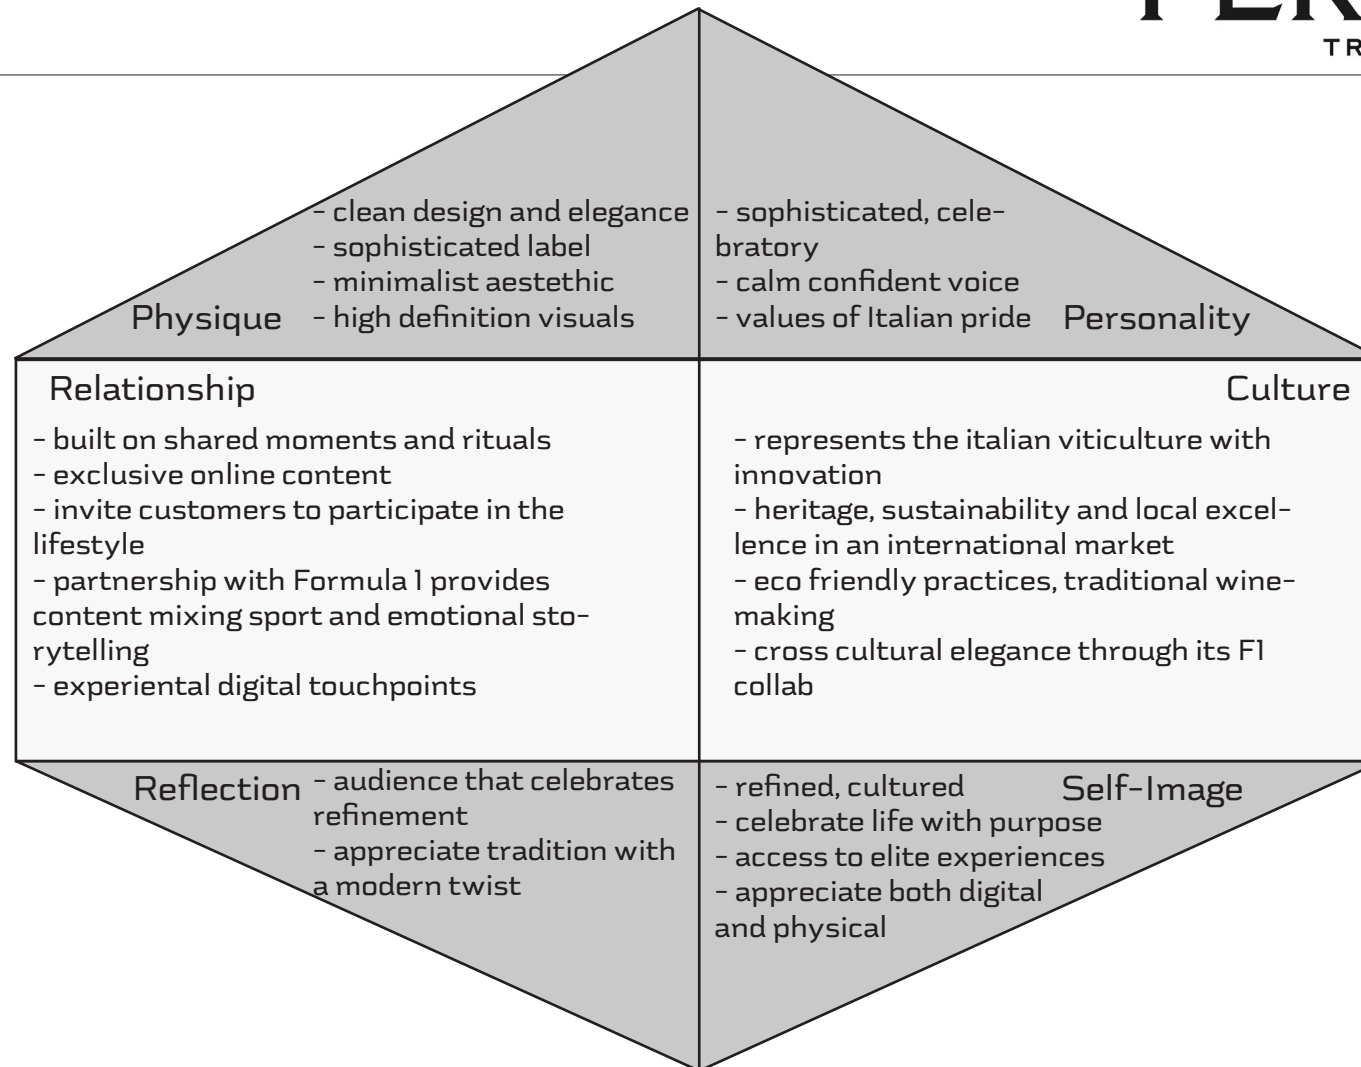 TR
- clean design and elegance
- sophisticated label
- minimalist aestethic
- high definition visuals
Physique
- sophisticated, cele-
bratory
- calm confident voice
- values of Italian pride
Personality
Relationship
- built on shared moments and rituals
- exclusive online content
- invite customers to participate in the
lifestyle
- partnership with Formula 1 provides
content mixing sport and emotional sto-
rytelling
- experiental digital touchpoints
Culture
- represents the italian viticulture with
innovation
- heritage, sustainability and local excel-
lence in an international market
- eco friendly practices, traditional wine-
making
- cross cultural elegance through its F1
collab
Reflection
- audience that celebrates
refinement
- appreciate tradition with
a modern twist
Self-Image
- refined, cultured
- celebrate life with purpose
- access to elite experiences
- appreciate both digital
and physical